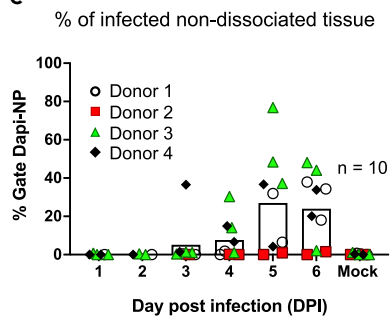 % of infected non-dissociated tissue
% Gate Dapi-NP
100
80
60
40
20
0
Donor 1
Donor 2
Donor 3
Donor 4
n = 10
1 2 3 4 5 6 Mock
Day post infection (DPI)